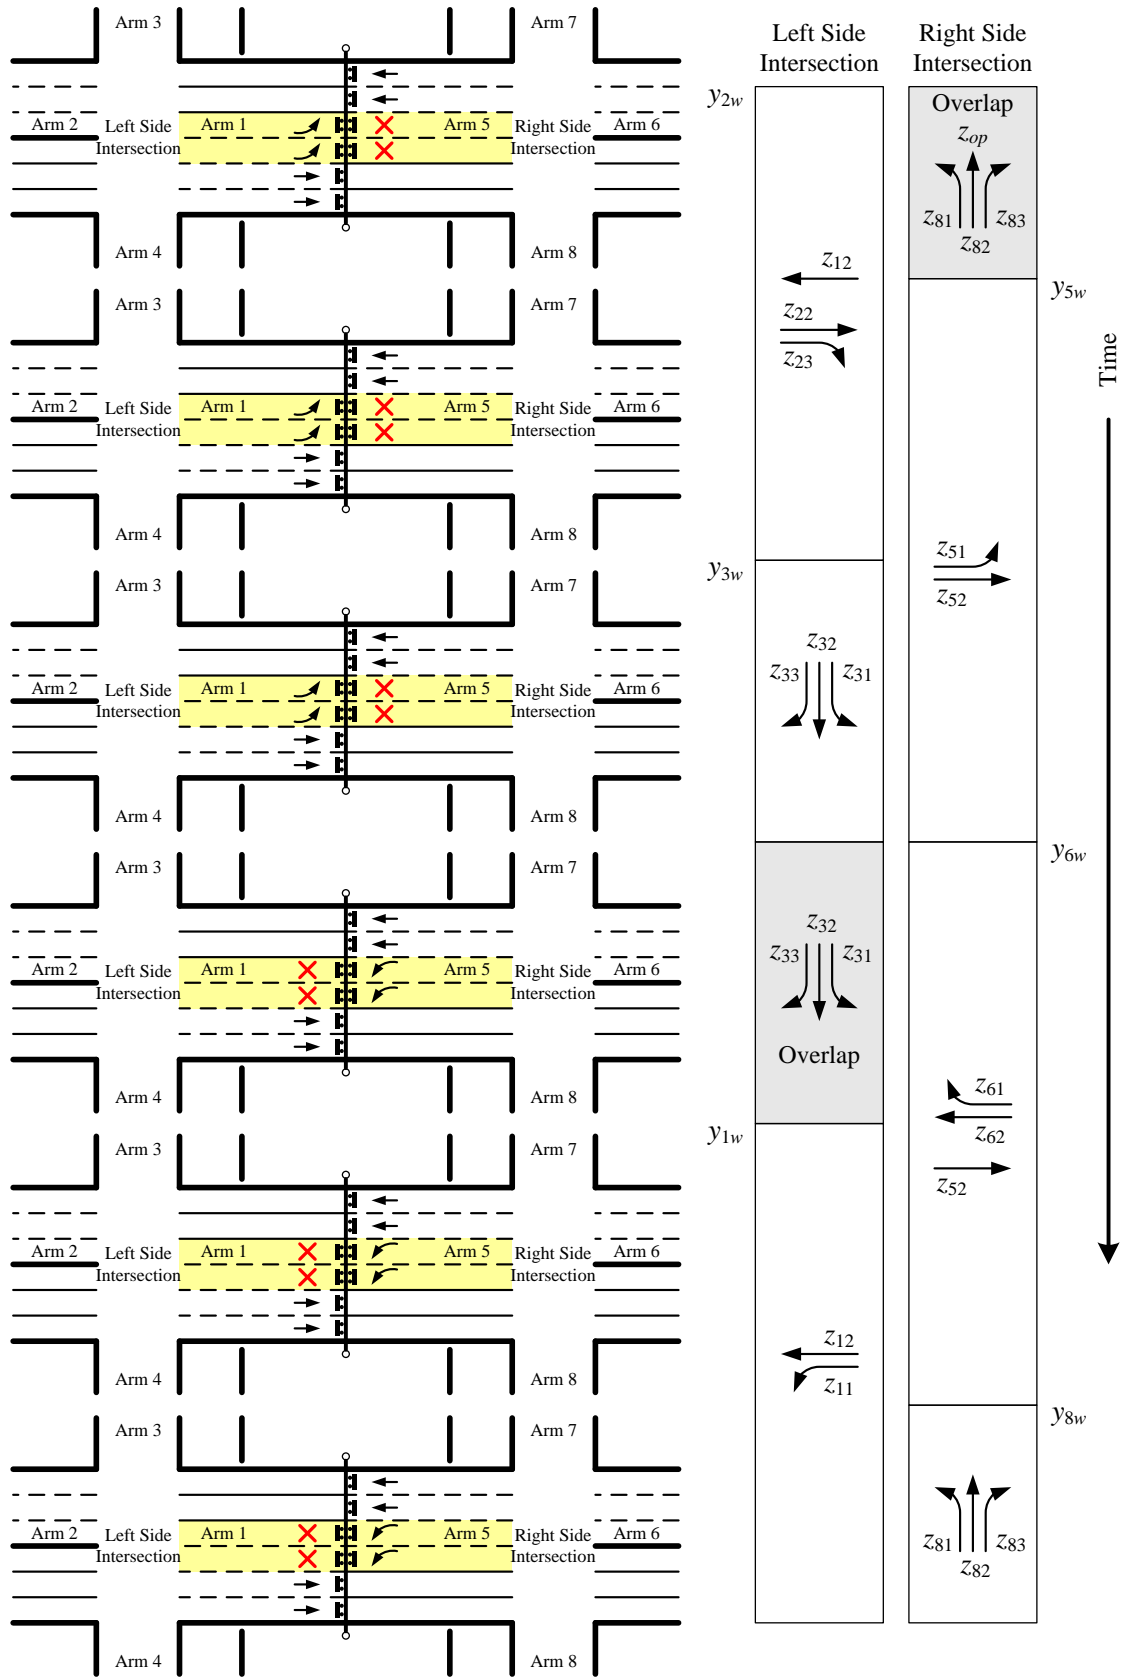 Arm 3
Arm 7
Arm 2
Left Side
Intersection
Arm 1
Arm 5
Right Side
Intersection
Arm 6
Arm 4
Arm 8
Arm 3
Arm 7
Arm 2
Left Side
Intersection
Arm 1
Arm 5
Right Side
Intersection
Arm 6
Arm 4
Arm 8
Arm 3
Arm 7
Arm 2
Left Side
Intersection
Arm 1
Arm 5
Right Side
Intersection
Arm 6
Arm 4
Arm 8
Arm 3
Arm 7
Arm 2
Left Side
Intersection
Arm 1
Arm 5
Right Side
Intersection
Arm 6
Arm 4
Arm 8
Arm 3
Arm 7
Arm 2
Left Side
Intersection
Arm 1
Arm 5
Right Side
Intersection
Arm 6
Arm 4
Arm 8
Arm 3
Arm 7
Arm 2
Left Side
Intersection
Arm 1
Arm 5
Right Side
Intersection
Arm 6
Arm 4
Arm 8
Left Side
Intersection
y2w
z12
z22
z23
y3w
z32
z33
z31
z32
z33
z31
Overlap
y1w
z12
z11
Right Side
Intersection
Overlap
zop
z81
z83
z82
y5w
z51
z52
y6w
z61
z62
z52
y8w
z81
z83
z82
Time